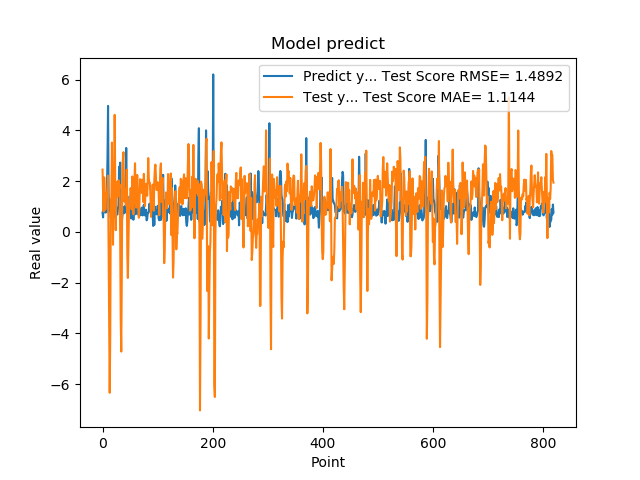 Model predict
Predict y... Test Score RMSE= 1.4892
Test y... Test Score MAE= 1.1144
Real value
6
4
2
0
−2
−4
−6
0 200 400 600 800
Point